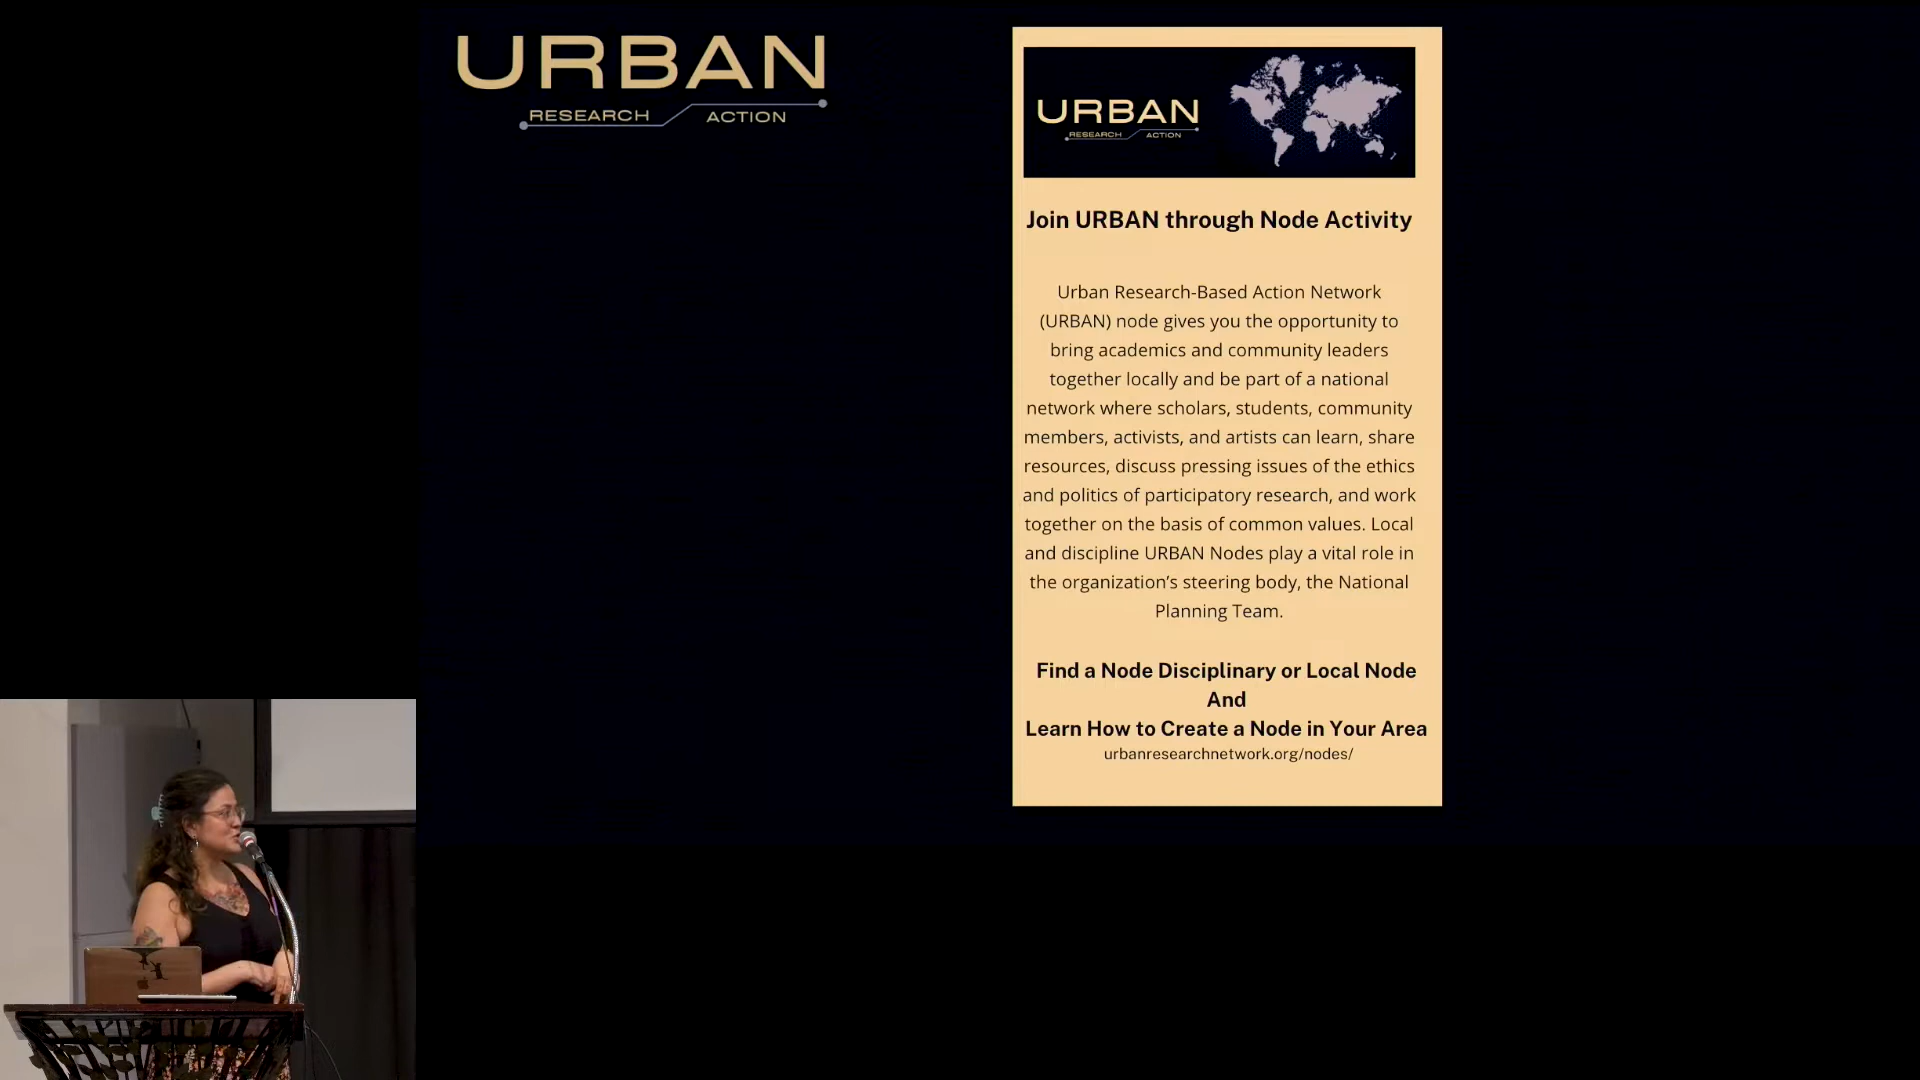 URBAN
RESEARCH ACTION
URBAN
RESEARCH ACTION
Join URBAN through Node Activity
Urban Research-Based Action Network
(URBAN) node gives you the opportunity to
bring academics and community leaders
together locally and be part of a national
network where scholars, students, community
members, activists, and artists can learn, share
resources, discuss pressing issues of the ethics
and politics of participatory research, and work
together on the basis of common values. Local
and discipline URBAN Nodes play a vital role in
the organization's steering body, the National
Planning Team.
Find a Node Disciplinary or Local Node
And
Learn How to Create a Node in Your Area
urbanresearchnetwork.org/nodes/